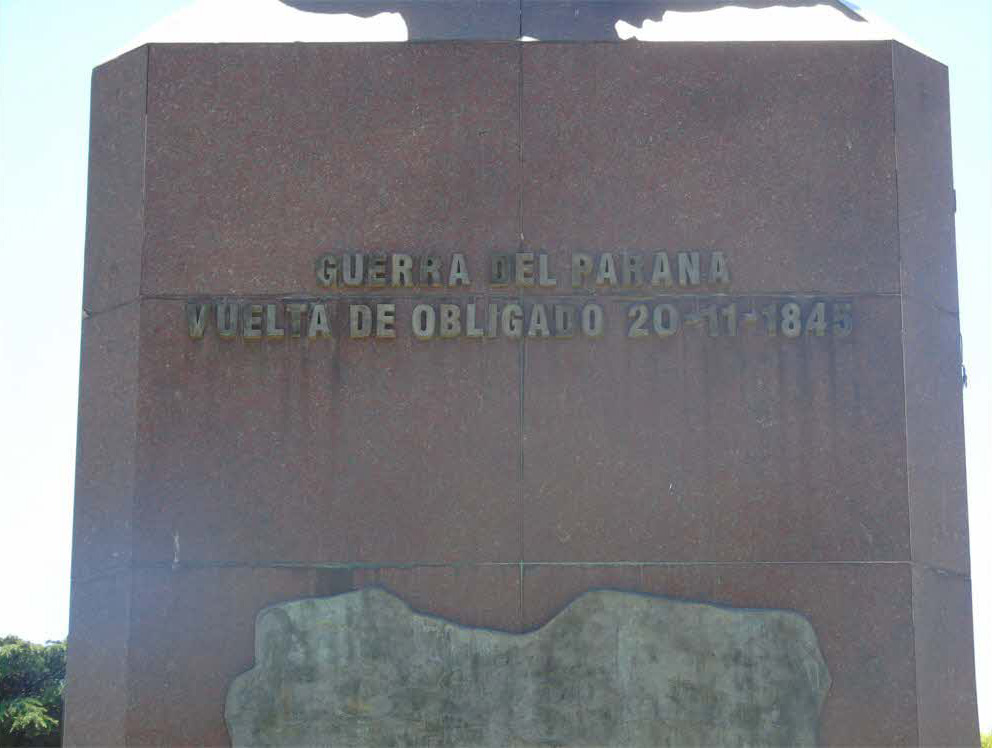 GUERRA DEL PARANA
VUELTA DE OBLIGADO 20-11-1845